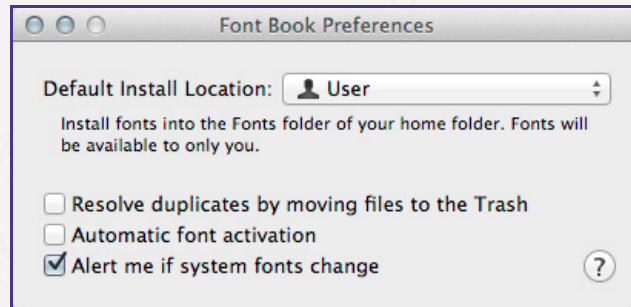 Font Book Preferences
Default Install Location: User
Install fonts into the Fonts folder of your home folder. Fonts will
be available to only you.
Resolve duplicates by moving files to the Trash
Automatic font activation
Alert me if system fonts change
?